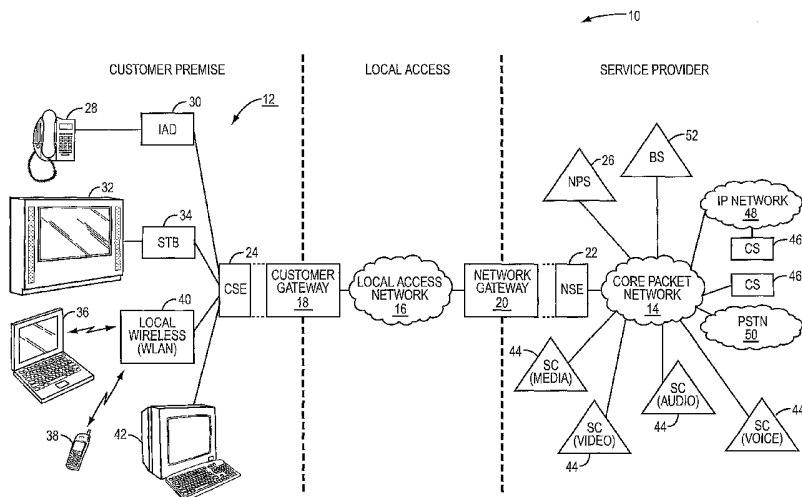 10
CUSTOMER PREMISE
LOCAL ACCESS
SERVICE PROVIDER
12
28
30
IAD
32
34
STB
24
CSE
36
40
LOCAL
WIRELESS
(WLAN)
38
42
CUSTOMER
GATEWAY
18
LOCAL ACCESS
NETWORK
16
NETWORK
GATEWAY
20
22
NSE
26
NPS
52
BS
IP NETWORK
48
CS
46
CS
46
CORE PACKET
NETWORK
14
PSTN
50
44
SC
(MEDIA)
SC
(VIDEO)
44
SC
(AUDIO)
44
SC
(VOICE)
44